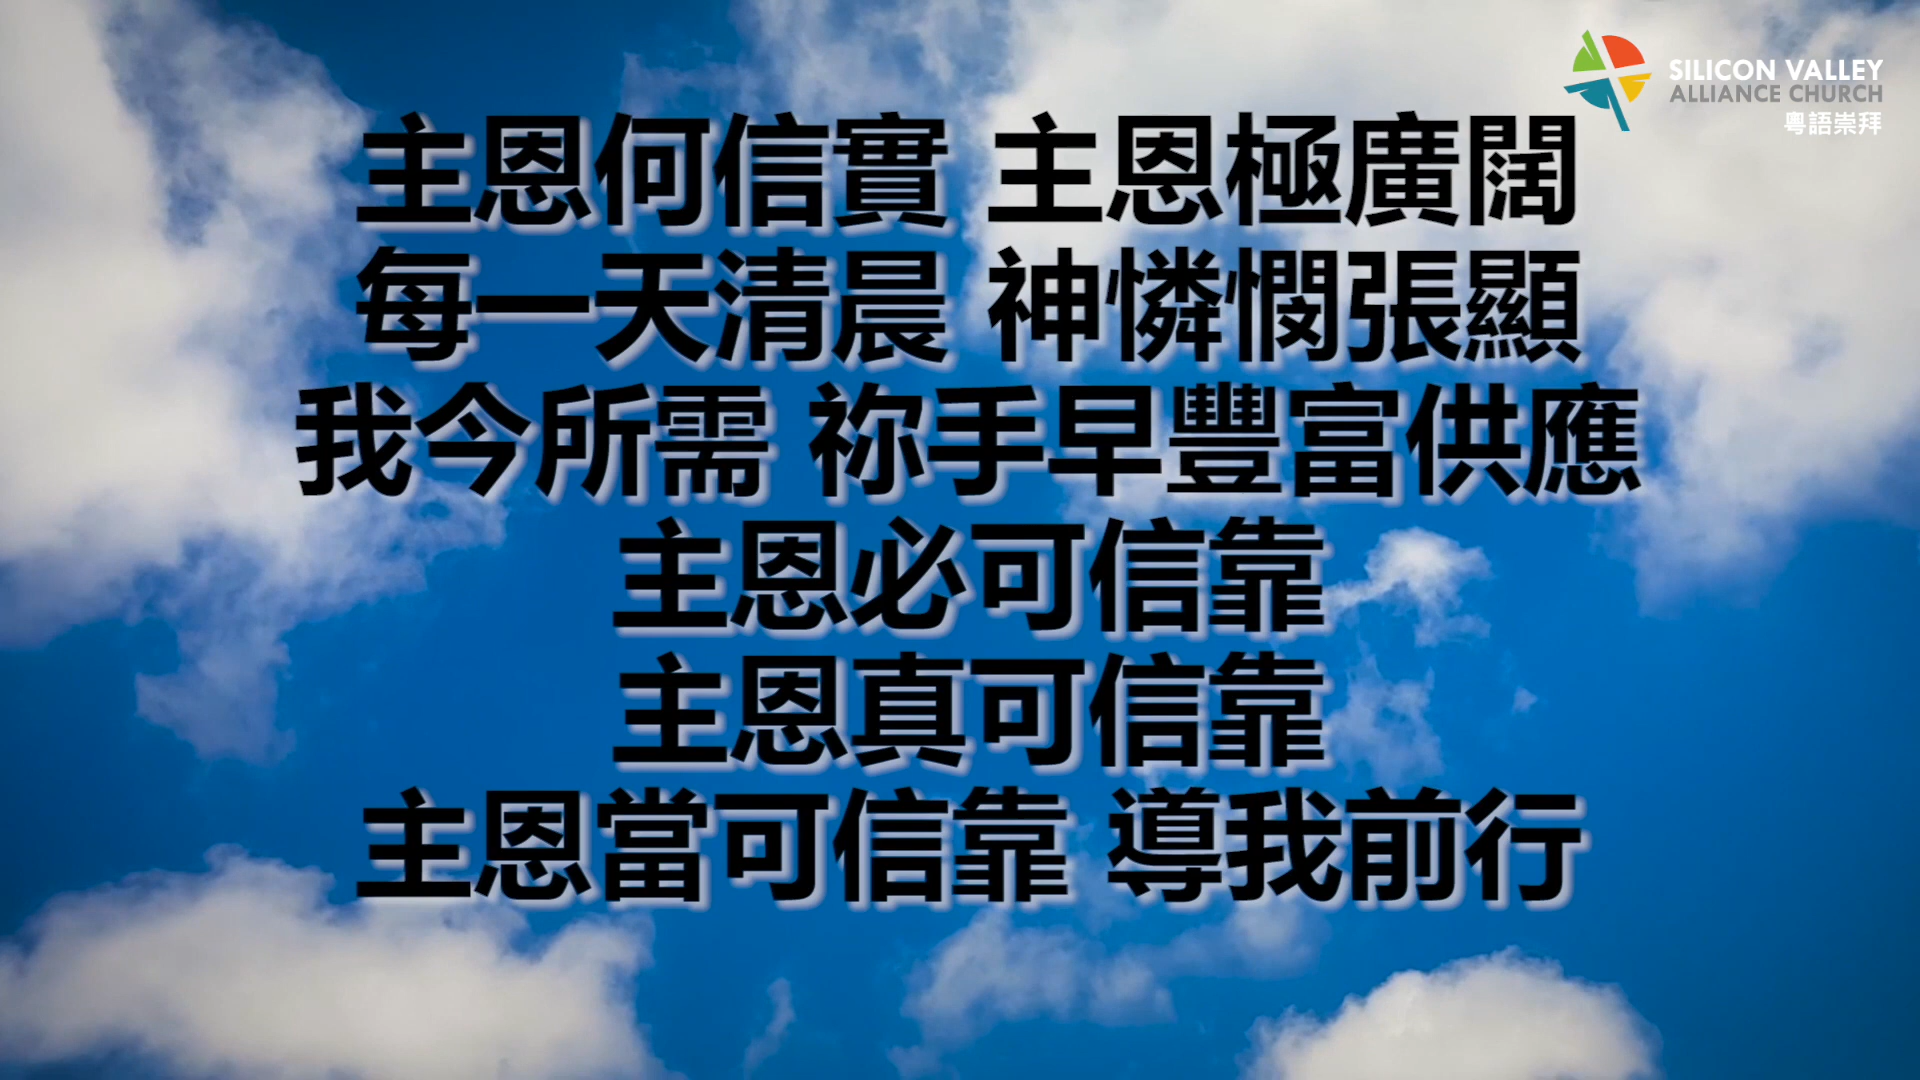 SILICON VALLEY
ALLIANCE CHURCH
粵語崇拜
主恩何信實 主恩極廣闊
每一天清晨 神憐憫張顯
我今所需 祢手早豐富供應
主恩必可信靠
主恩真可信靠
主恩當可信靠 導我前行